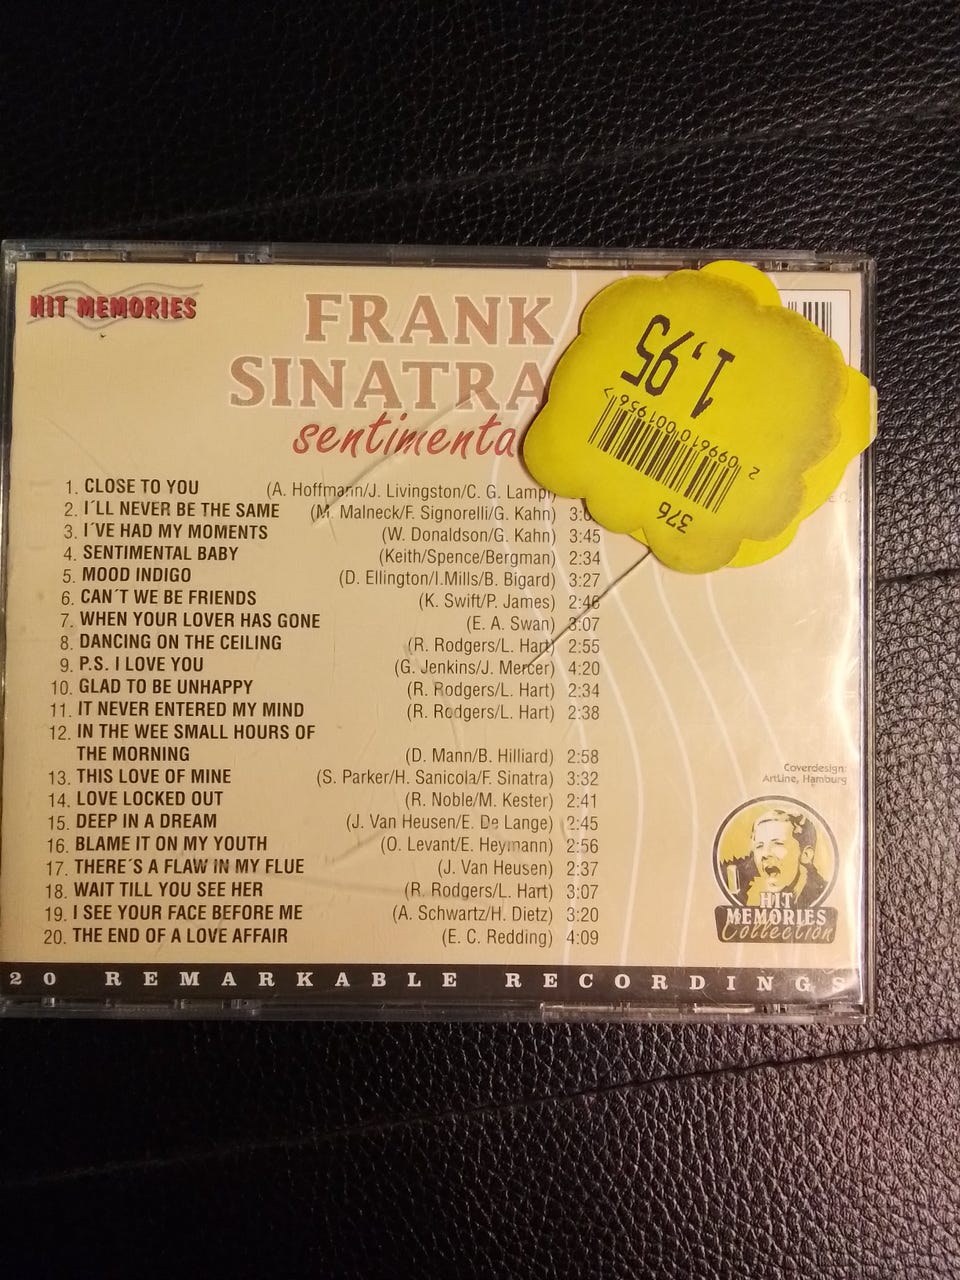 HIT MEMORIES
FRANK
SINATRA
sentimenta
1. CLOSE TO YOU (A. Hoffmann/J. Livingston/C. G. Lampl)
2. I´LL NEVER BE THE SAME (M. Malneck/F. Signorelli/G. Kahn)
3. I´VE HAD MY MOMENTS (W. Donaldson/G. Kahn) 3:45
4. SENTIMENTAL BABY (Keith/Spence/Bergman) 2:34
5. MOOD INDIGO (D. Ellington/I.Mills/B. Bigard) 3:27
6. CAN´T WE BE FRIENDS (K. Swift/P. James) 2:46
7. WHEN YOUR LOVER HAS GONE (E. A. Swan) 3:07
8. DANCING ON THE CEILING (R. Rodgers/L. Hart) 2:55
9. P.S. I LOVE YOU (G. Jenkins/J. Mercer) 4:20
10. GLAD TO BE UNHAPPY (R. Rodgers/L. Hart) 2:34
11. IT NEVER ENTERED MY MIND (R. Rodgers/L. Hart) 2:38
12. IN THE WEE SMALL HOURS OF
THE MORNING (D. Mann/B. Hilliard) 2:58
13. THIS LOVE OF MINE (S. Parker/H. Sanicola/F. Sinatra) 3:32
14. LOVE LOCKED OUT (R. Noble/M. Kester) 2:41
15. DEEP IN A DREAM (J. Van Heusen/E. De Lange) 2:45
16. BLAME IT ON MY YOUTH (O. Levant/E. Heymann) 2:56
17. THERE´S A FLAW IN MY FLUE (J. Van Heusen) 2:37
18. WAIT TILL YOU SEE HER (R. Rodgers/L. Hart) 3:07
19. I SEE YOUR FACE BEFORE ME (A. Schwartz/H. Dietz) 3:20
20. THE END OF A LOVE AFFAIR (E. C. Redding) 4:09
1,95
2 099610 001956 >
376
Coverdesign:
ArtLine, Hamburg
HIT
MEMORIES
Collection
20 REMARKABLE RECORDINGS